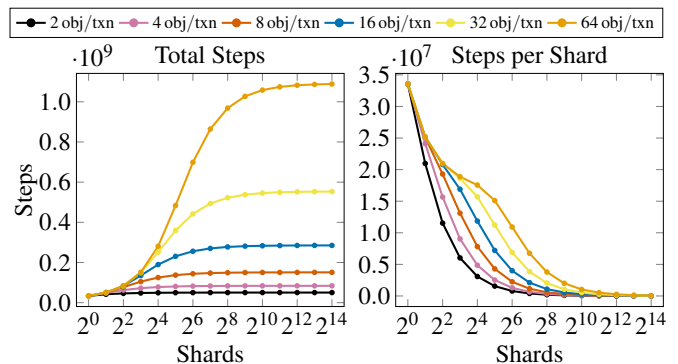 2 obj/txn 4 obj/txn 8 obj/txn 16 obj/txn 32 obj/txn 64 obj/txn
·10⁹ Total Steps
Steps
1.0
0.8
0.6
0.4
0.2
0.0
2⁰ 2² 2⁴ 2⁶ 2⁸ 2¹⁰ 2¹² 2¹⁴
Shards
·10⁷ Steps per Shard
3.5
3.0
2.5
2.0
1.5
1.0
0.5
0.0
2⁰ 2² 2⁴ 2⁶ 2⁸ 2¹⁰ 2¹² 2¹⁴
Shards